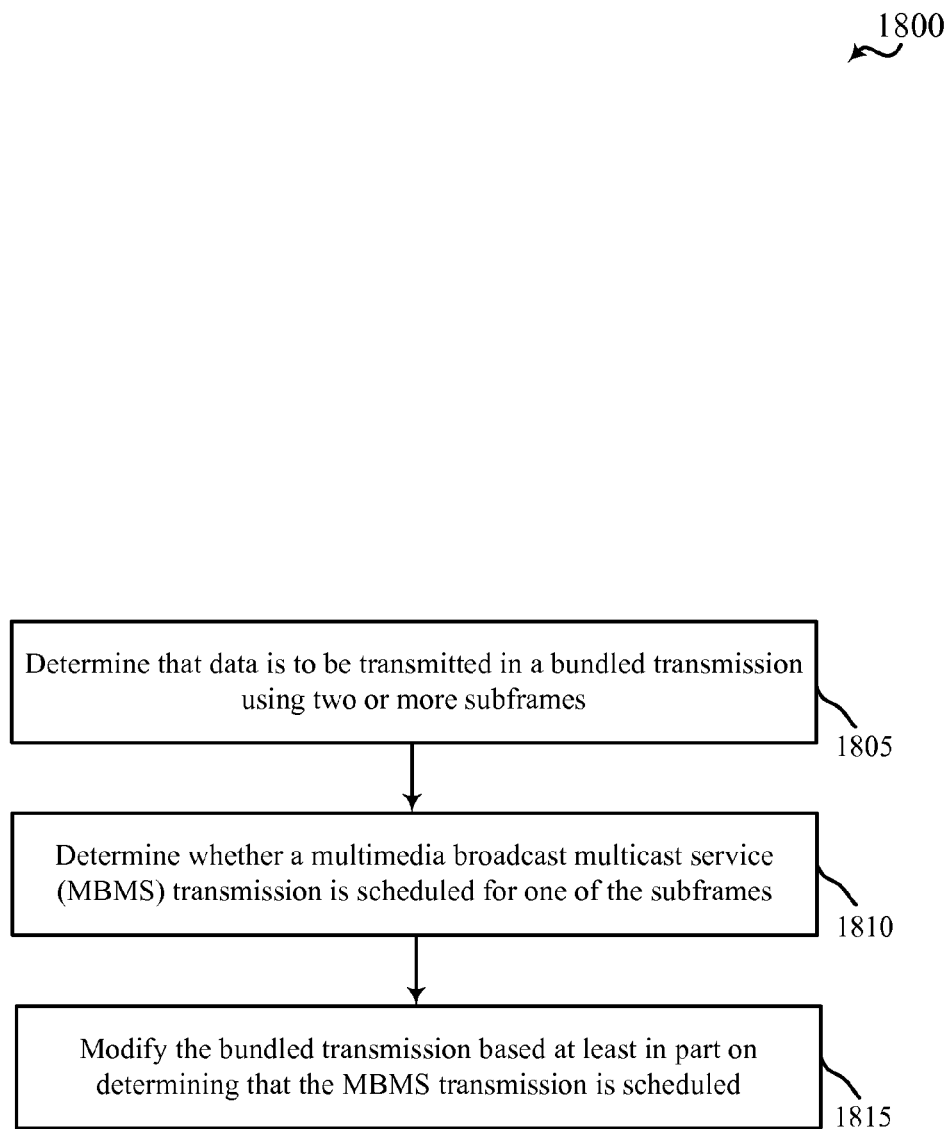 1800
Determine that data is to be transmitted in a bundled transmission
using two or more subframes
1805
Determine whether a multimedia broadcast multicast service
(MBMS) transmission is scheduled for one of the subframes
1810
Modify the bundled transmission based at least in part on
determining that the MBMS transmission is scheduled
1815